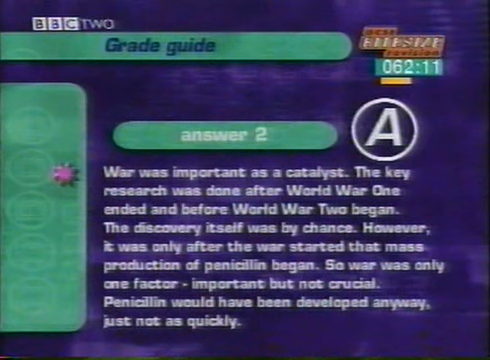 BBC TWO
Grade guide
GCSE
BITESIZE
revision
062:11
answer 2
A
War was important as a catalyst. The key
research was done after World War One
ended and before World War Two began.
The discovery itself was by chance. However,
it was only after the war started that mass
production of penicillin began. So war was only
one factor - important but not crucial.
Penicillin would have been developed anyway,
just not as quickly.